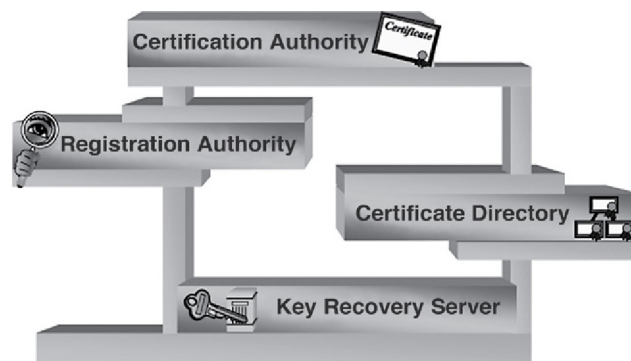 Certification Authority
Certificate
Registration Authority
Certificate Directory
Key Recovery Server